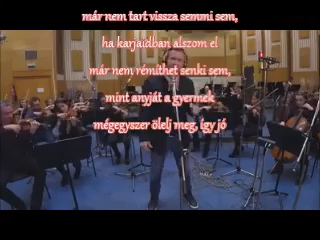 már nem tart vissza semmi sem,
ha karjaidban alszom el
már nem rémíthet senki sem,
mint anyját a gyermek
mégegyszer ölelj meg, így jó